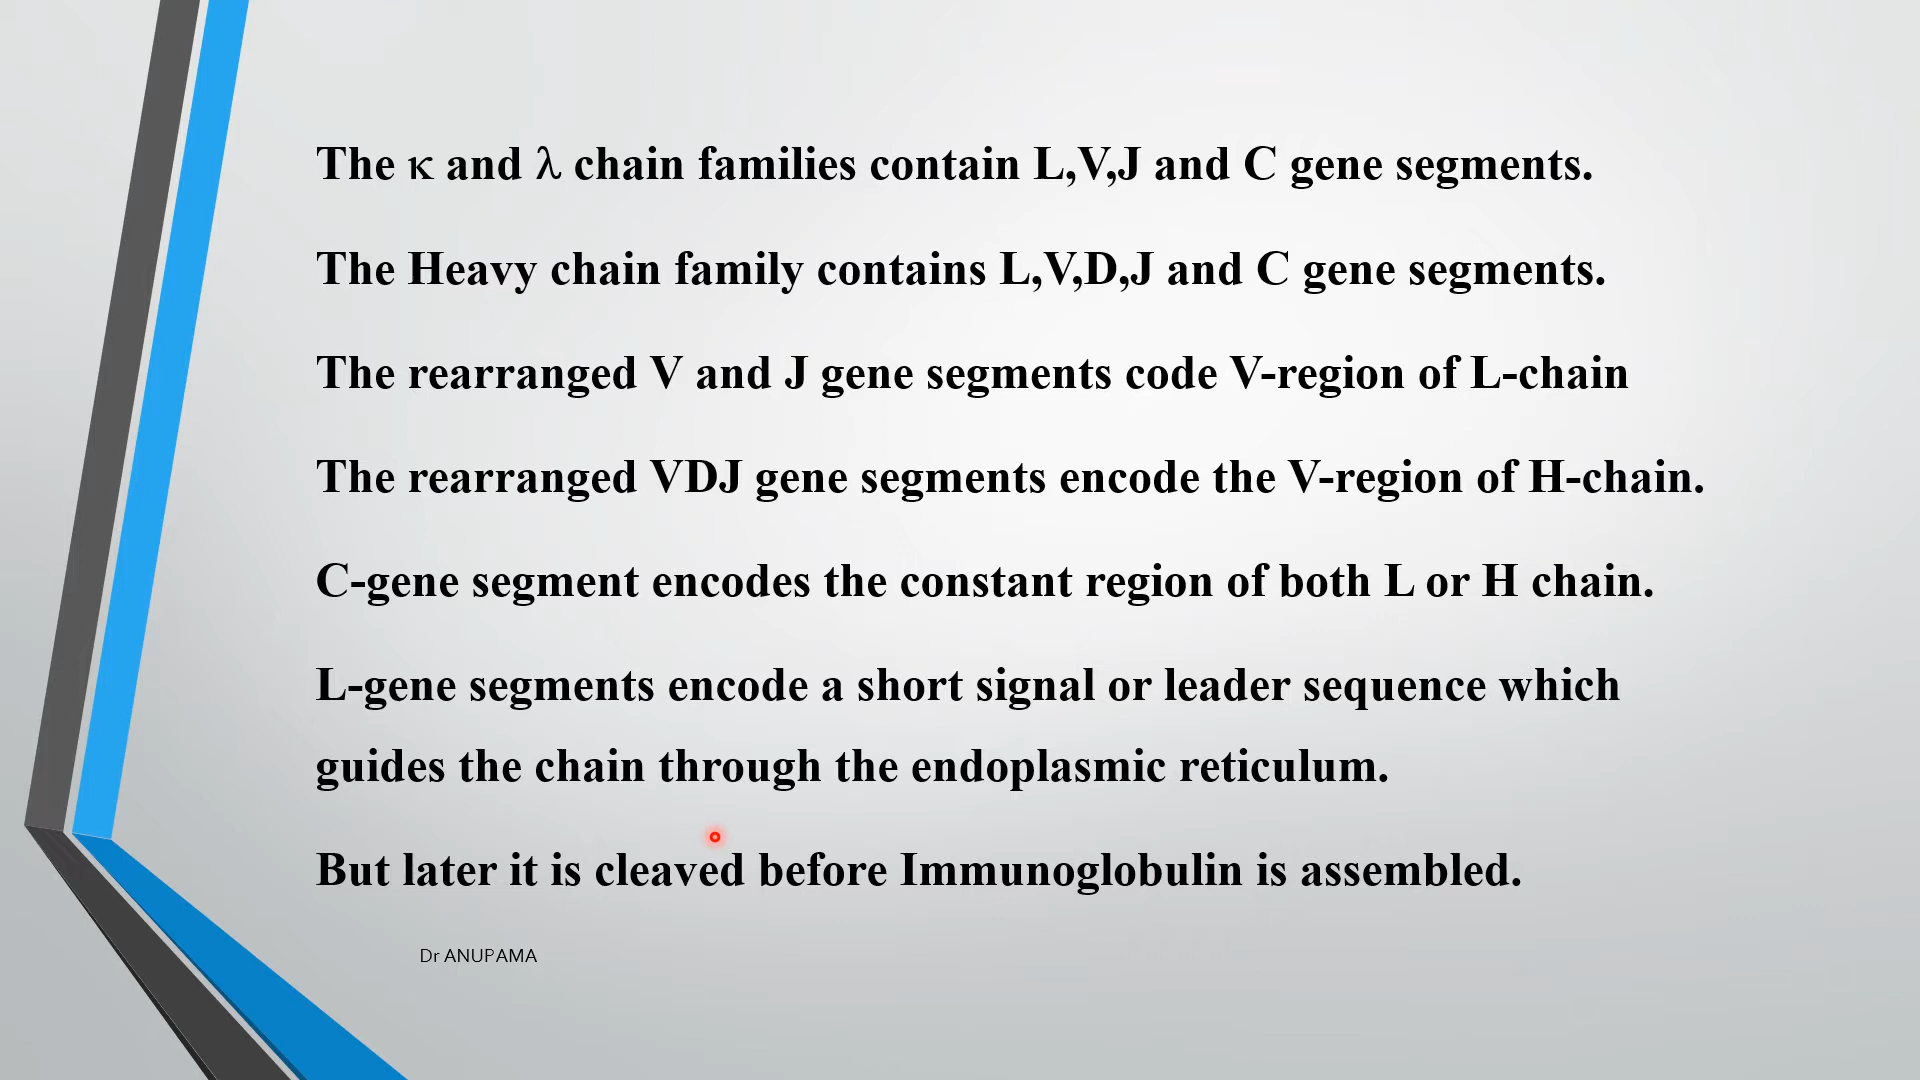 The κ and λ chain families contain L,V,J and C gene segments.
The Heavy chain family contains L,V,D,J and C gene segments.
The rearranged V and J gene segments code V-region of L-chain
The rearranged VDJ gene segments encode the V-region of H-chain.
C-gene segment encodes the constant region of both L or H chain.
L-gene segments encode a short signal or leader sequence which
guides the chain through the endoplasmic reticulum.
But later it is cleaved before Immunoglobulin is assembled.
Dr ANUPAMA